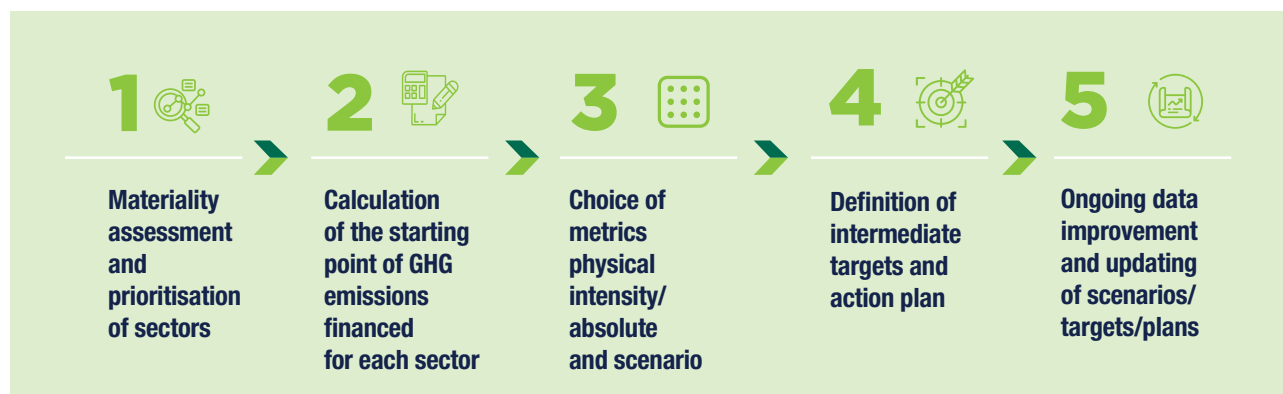 1
Materiality
assessment
and
prioritisation
of sectors
2
Calculation
of the starting
point of GHG
emissions
financed
for each sector
3
Choice of
metrics
physical
intensity/
absolute
and scenario
4
Definition of
intermediate
targets and
action plan
5
Ongoing data
improvement
and updating
of scenarios/
targets/plans